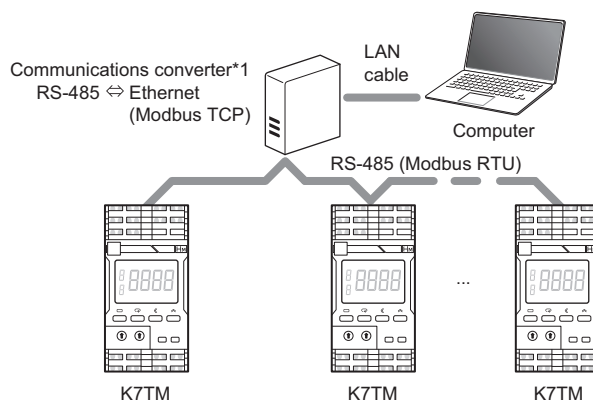 LAN
cable
Communications converter*1
RS-485 ⇔ Ethernet
(Modbus TCP)
Computer
RS-485 (Modbus RTU)
8888
8888
...
8888
K7TM
K7TM
K7TM